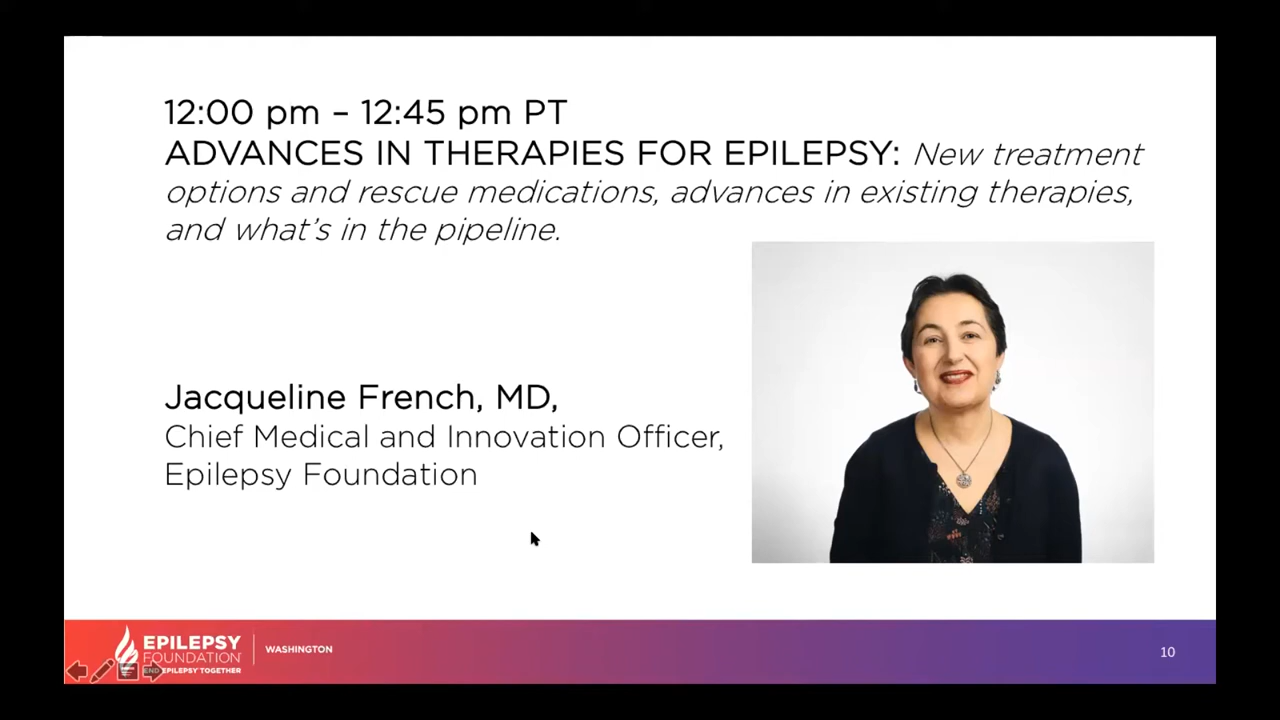 12:00 pm – 12:45 pm PT
ADVANCES IN THERAPIES FOR EPILEPSY: New treatment
options and rescue medications, advances in existing therapies,
and what's in the pipeline.
Jacqueline French, MD,
Chief Medical and Innovation Officer,
Epilepsy Foundation
EPILEPSY
FOUNDATION
END EPILEPSY TOGETHER
WASHINGTON
10